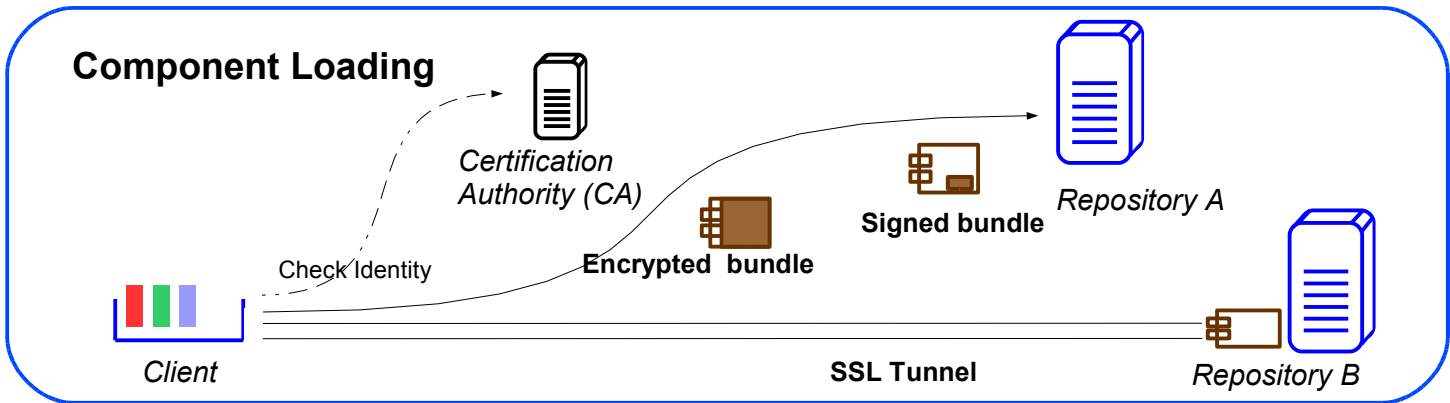 Component Loading
Certification
Authority (CA)
Repository A
Signed bundle
Encrypted  bundle
Check Identity
Client
SSL Tunnel
Repository B